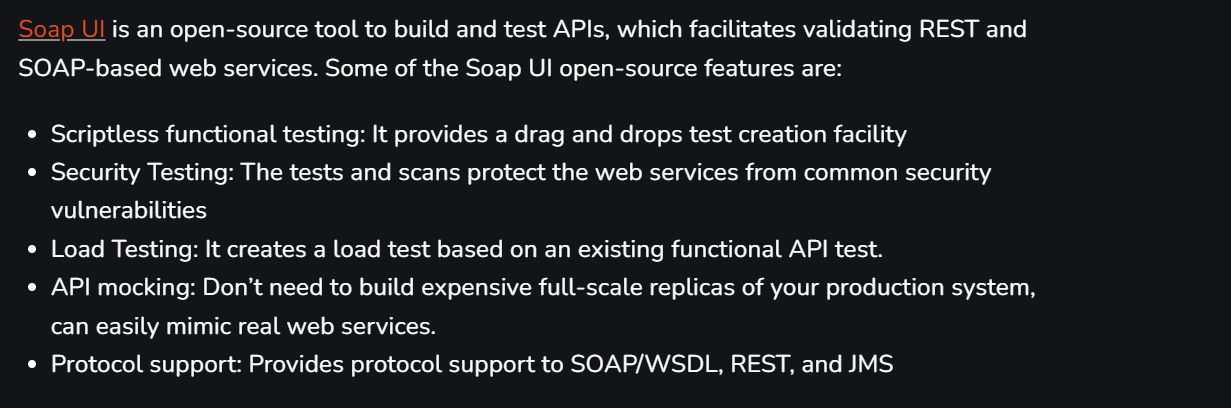 Soap UI is an open-source tool to build and test APIs, which facilitates validating REST and
SOAP-based web services. Some of the Soap UI open-source features are:
• Scriptless functional testing: It provides a drag and drops test creation facility
• Security Testing: The tests and scans protect the web services from common security
vulnerabilities
• Load Testing: It creates a load test based on an existing functional API test.
• API mocking: Don’t need to build expensive full-scale replicas of your production system,
can easily mimic real web services.
• Protocol support: Provides protocol support to SOAP/WSDL, REST, and JMS